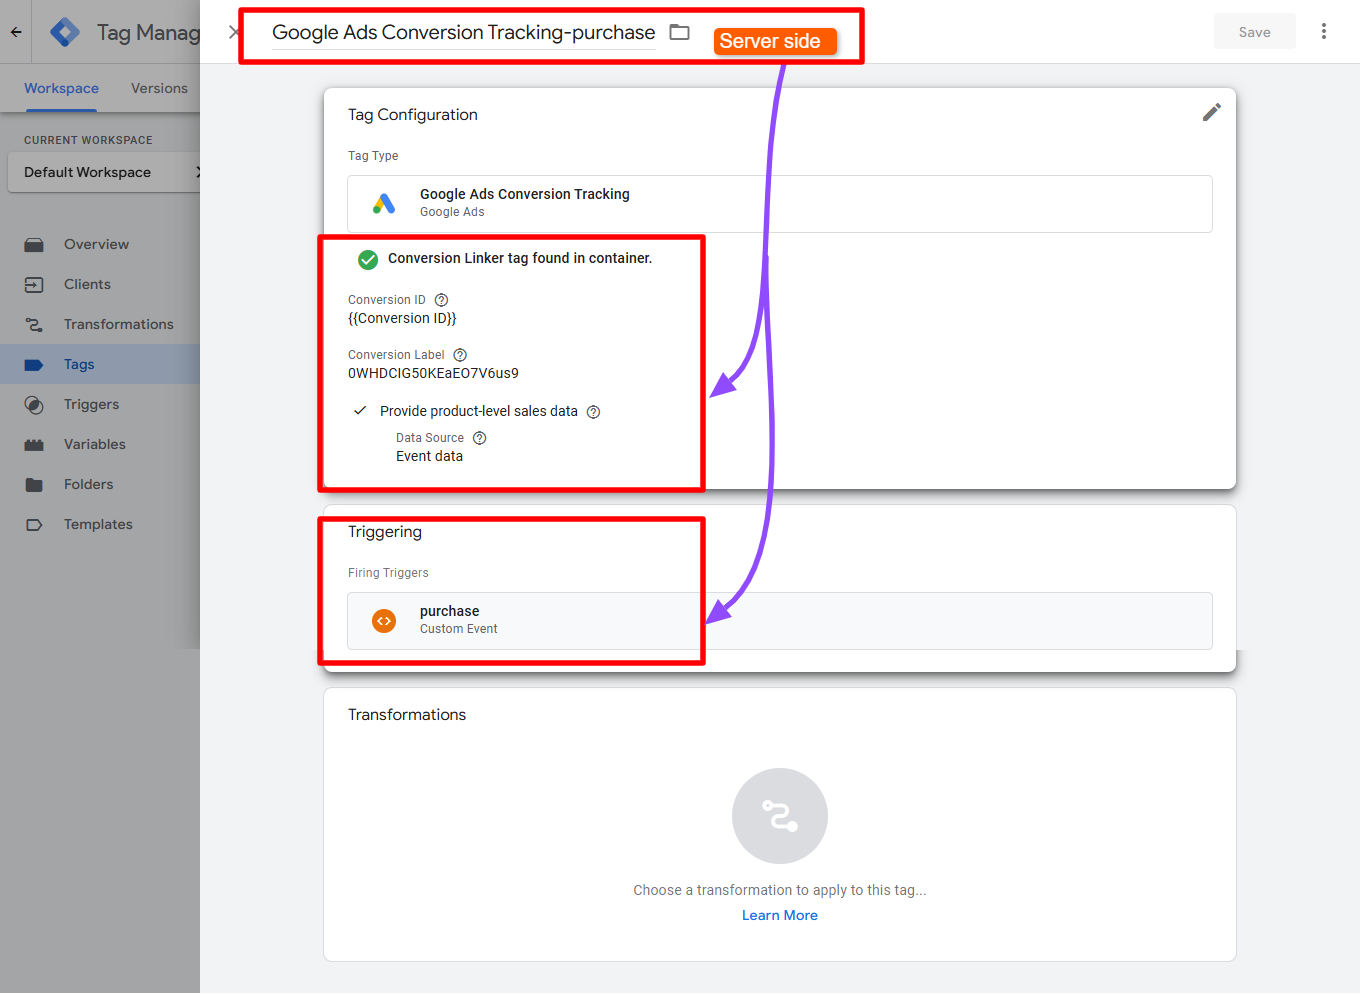 Tag Manag
Google Ads Conversion Tracking-purchase
Server side
Save
Workspace
Versions
CURRENT WORKSPACE
Default Workspace
Overview
Clients
Transformations
Tags
Triggers
Variables
Folders
Templates
Tag Configuration
Tag Type
Google Ads Conversion Tracking
Google Ads
Conversion Linker tag found in container.
Conversion ID
{{Conversion ID}}
Conversion Label
0WHDCIG50KEaEO7V6us9
Provide product-level sales data
Data Source
Event data
Triggering
Firing Triggers
purchase
Custom Event
Transformations
Choose a transformation to apply to this tag...
Learn More